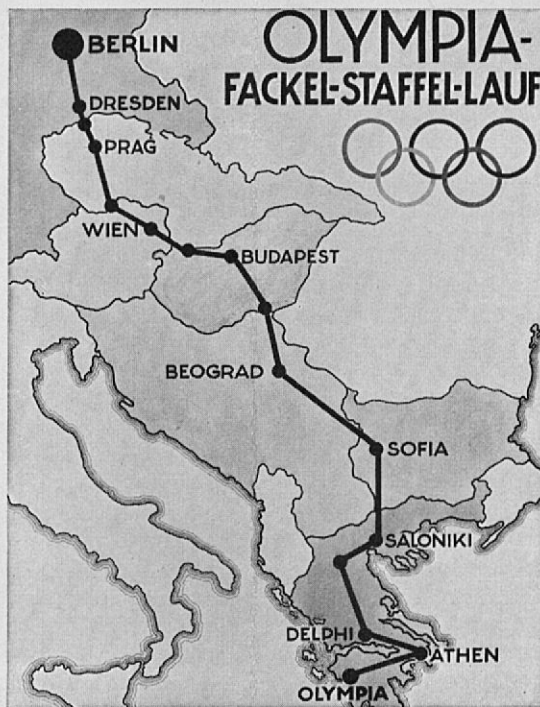 OLYMPIA-
FACKEL-STAFFEL-LAUF
BERLIN
DRESDEN
PRAG
WIEN
BUDAPEST
BEOGRAD
SOFIA
SALONIKI
DELPHI
ATHEN
OLYMPIA